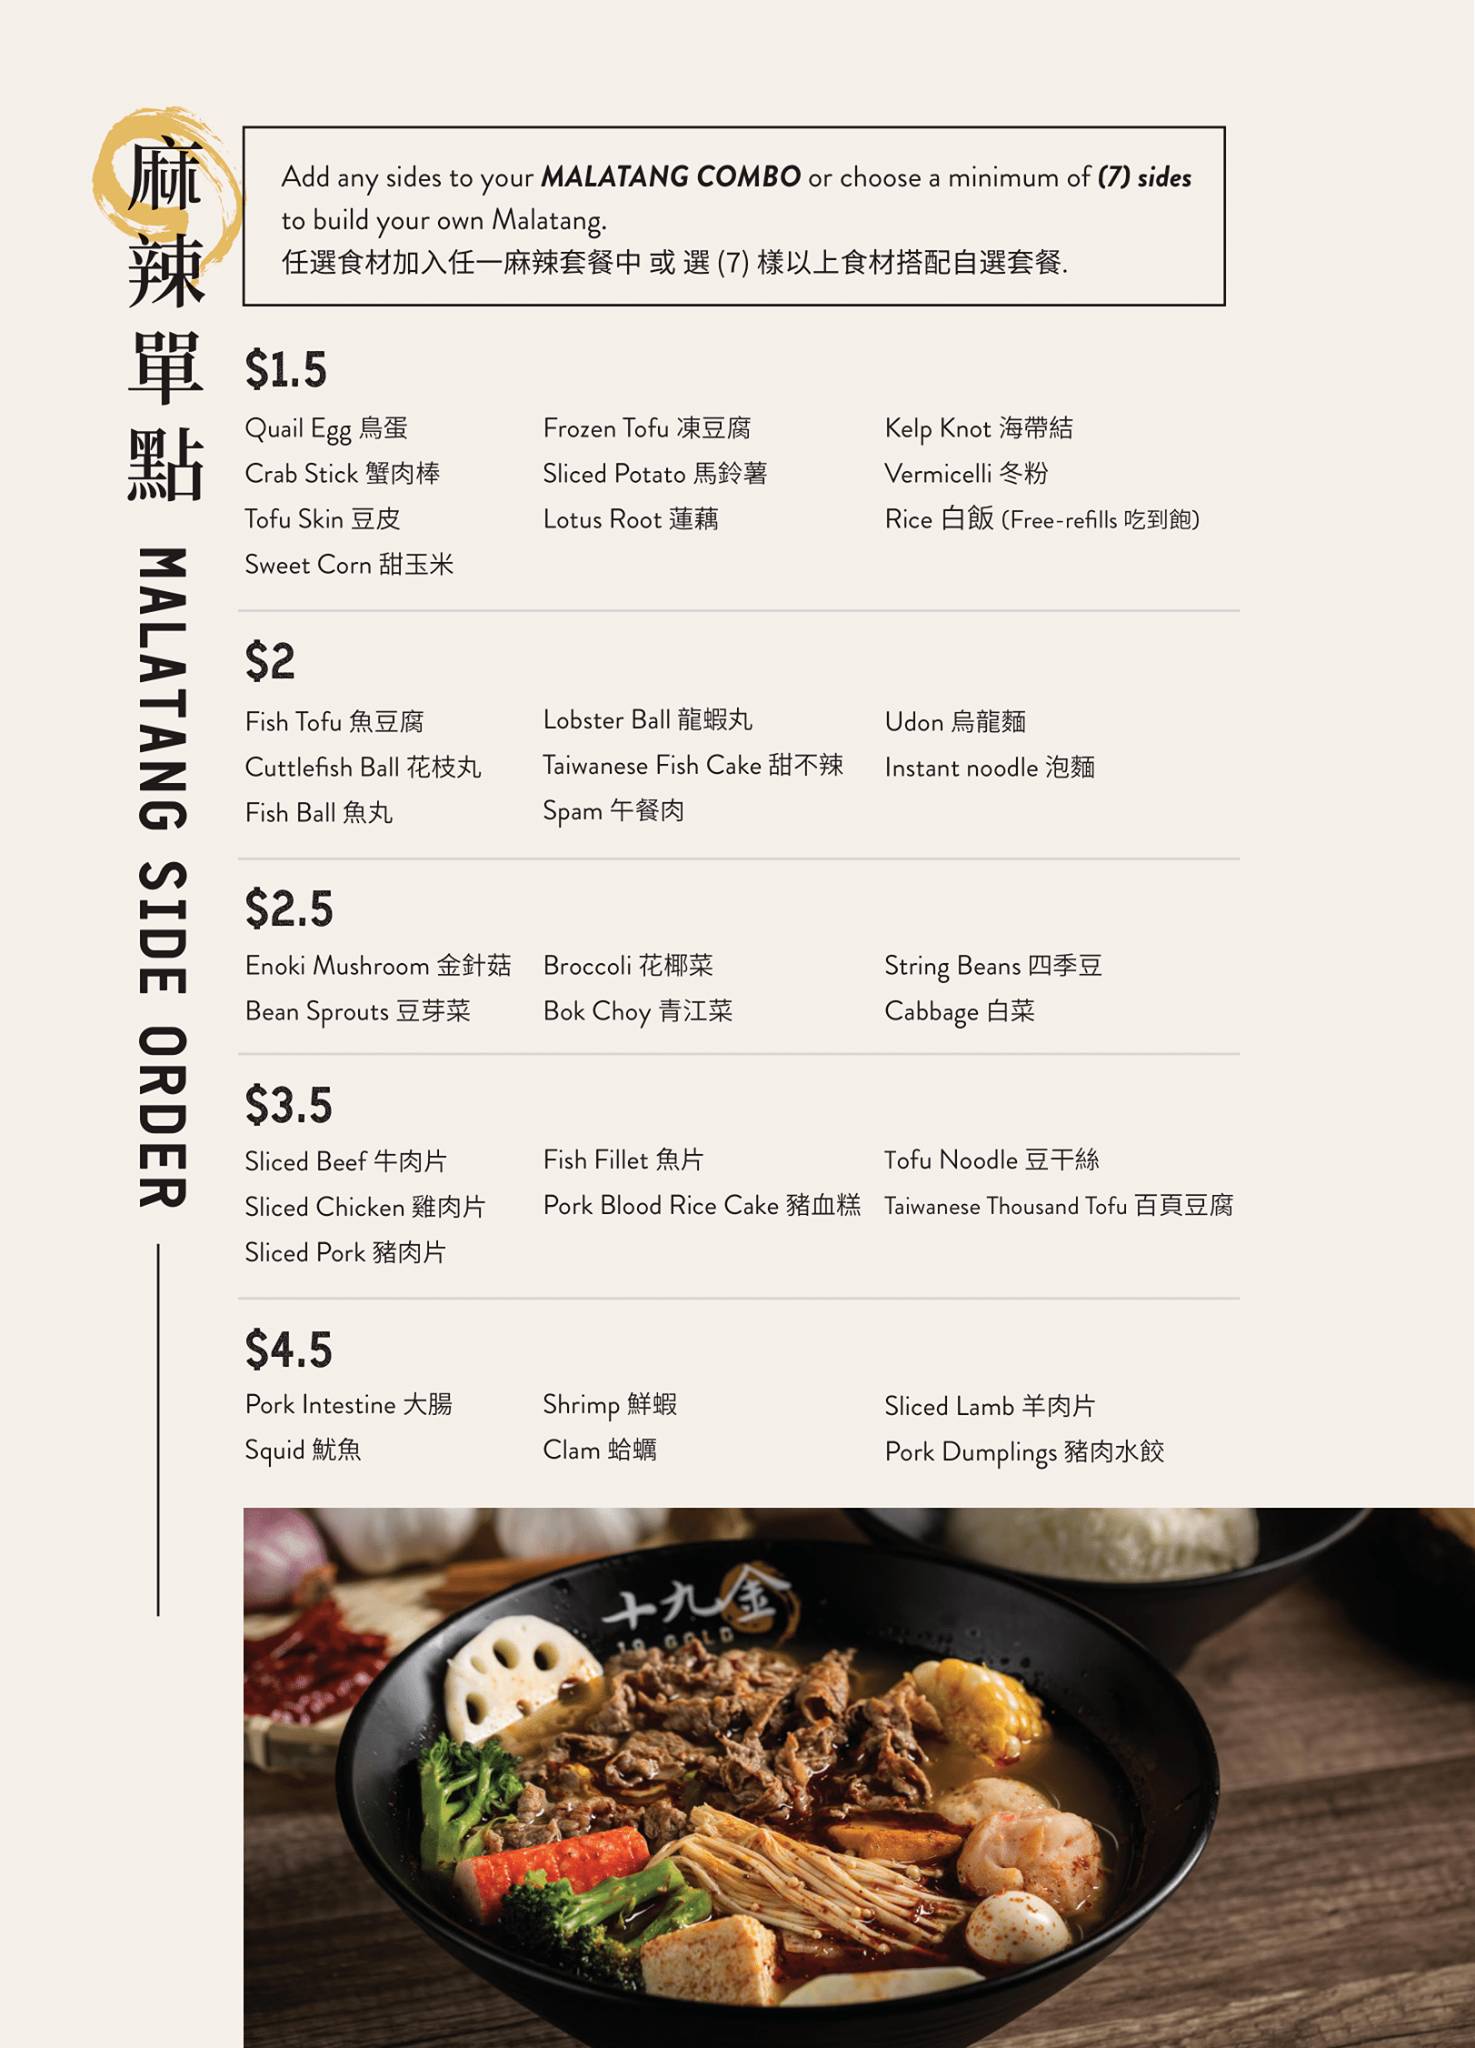 麻辣單點 MALATANG SIDE ORDER
Add any sides to your MALATANG COMBO or choose a minimum of (7) sides
to build your own Malatang.
任選食材加入任一麻辣套餐中 或 選 (7) 樣以上食材搭配自選套餐.
$1.5
Quail Egg 鳥蛋
Crab Stick 蟹肉棒
Tofu Skin 豆皮
Sweet Corn 甜玉米
Frozen Tofu 凍豆腐
Sliced Potato 馬鈴薯
Lotus Root 蓮藕
Kelp Knot 海帶結
Vermicelli 冬粉
Rice 白飯 (Free-refills 吃到飽)
$2
Fish Tofu 魚豆腐
Cuttlefish Ball 花枝丸
Fish Ball 魚丸
Lobster Ball 龍蝦丸
Taiwanese Fish Cake 甜不辣
Spam 午餐肉
Udon 烏龍麵
Instant noodle 泡麵
$2.5
Enoki Mushroom 金針菇
Bean Sprouts 豆芽菜
Broccoli 花椰菜
Bok Choy 青江菜
String Beans 四季豆
Cabbage 白菜
$3.5
Sliced Beef 牛肉片
Sliced Chicken 雞肉片
Sliced Pork 豬肉片
Fish Fillet 魚片
Pork Blood Rice Cake 豬血糕
Tofu Noodle 豆干絲
Taiwanese Thousand Tofu 百頁豆腐
$4.5
Pork Intestine 大腸
Squid 魷魚
Shrimp 鮮蝦
Clam 蛤蠣
Sliced Lamb 羊肉片
Pork Dumplings 豬肉水餃
十九金
19 GOLD